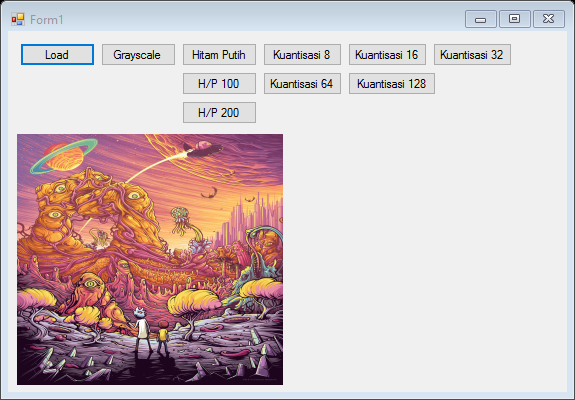 Form1
Load Grayscale Hitam Putih Kuantisasi 8 Kuantisasi 16 Kuantisasi 32
H/P 100 Kuantisasi 64 Kuantisasi 128
H/P 200